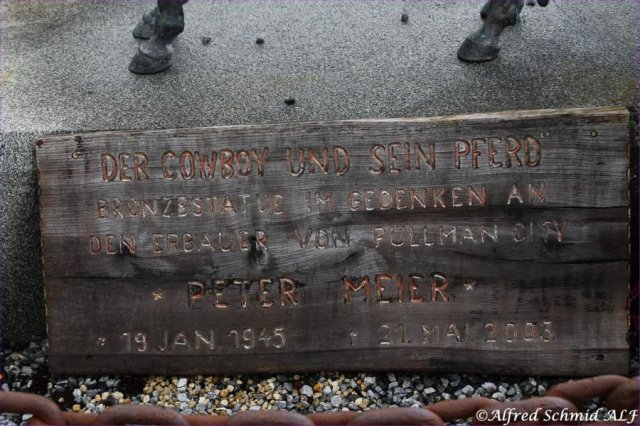 "DER COWBOY UND SEIN PFERD"
BRONZESTATUE IM GEDENKEN AN
DEN ERBAUER VON PULLMAN CITY
* PETER MEIER *
* 19. JAN. 1945 † 21. MAI. 2003
©Alfred Schmid ALF